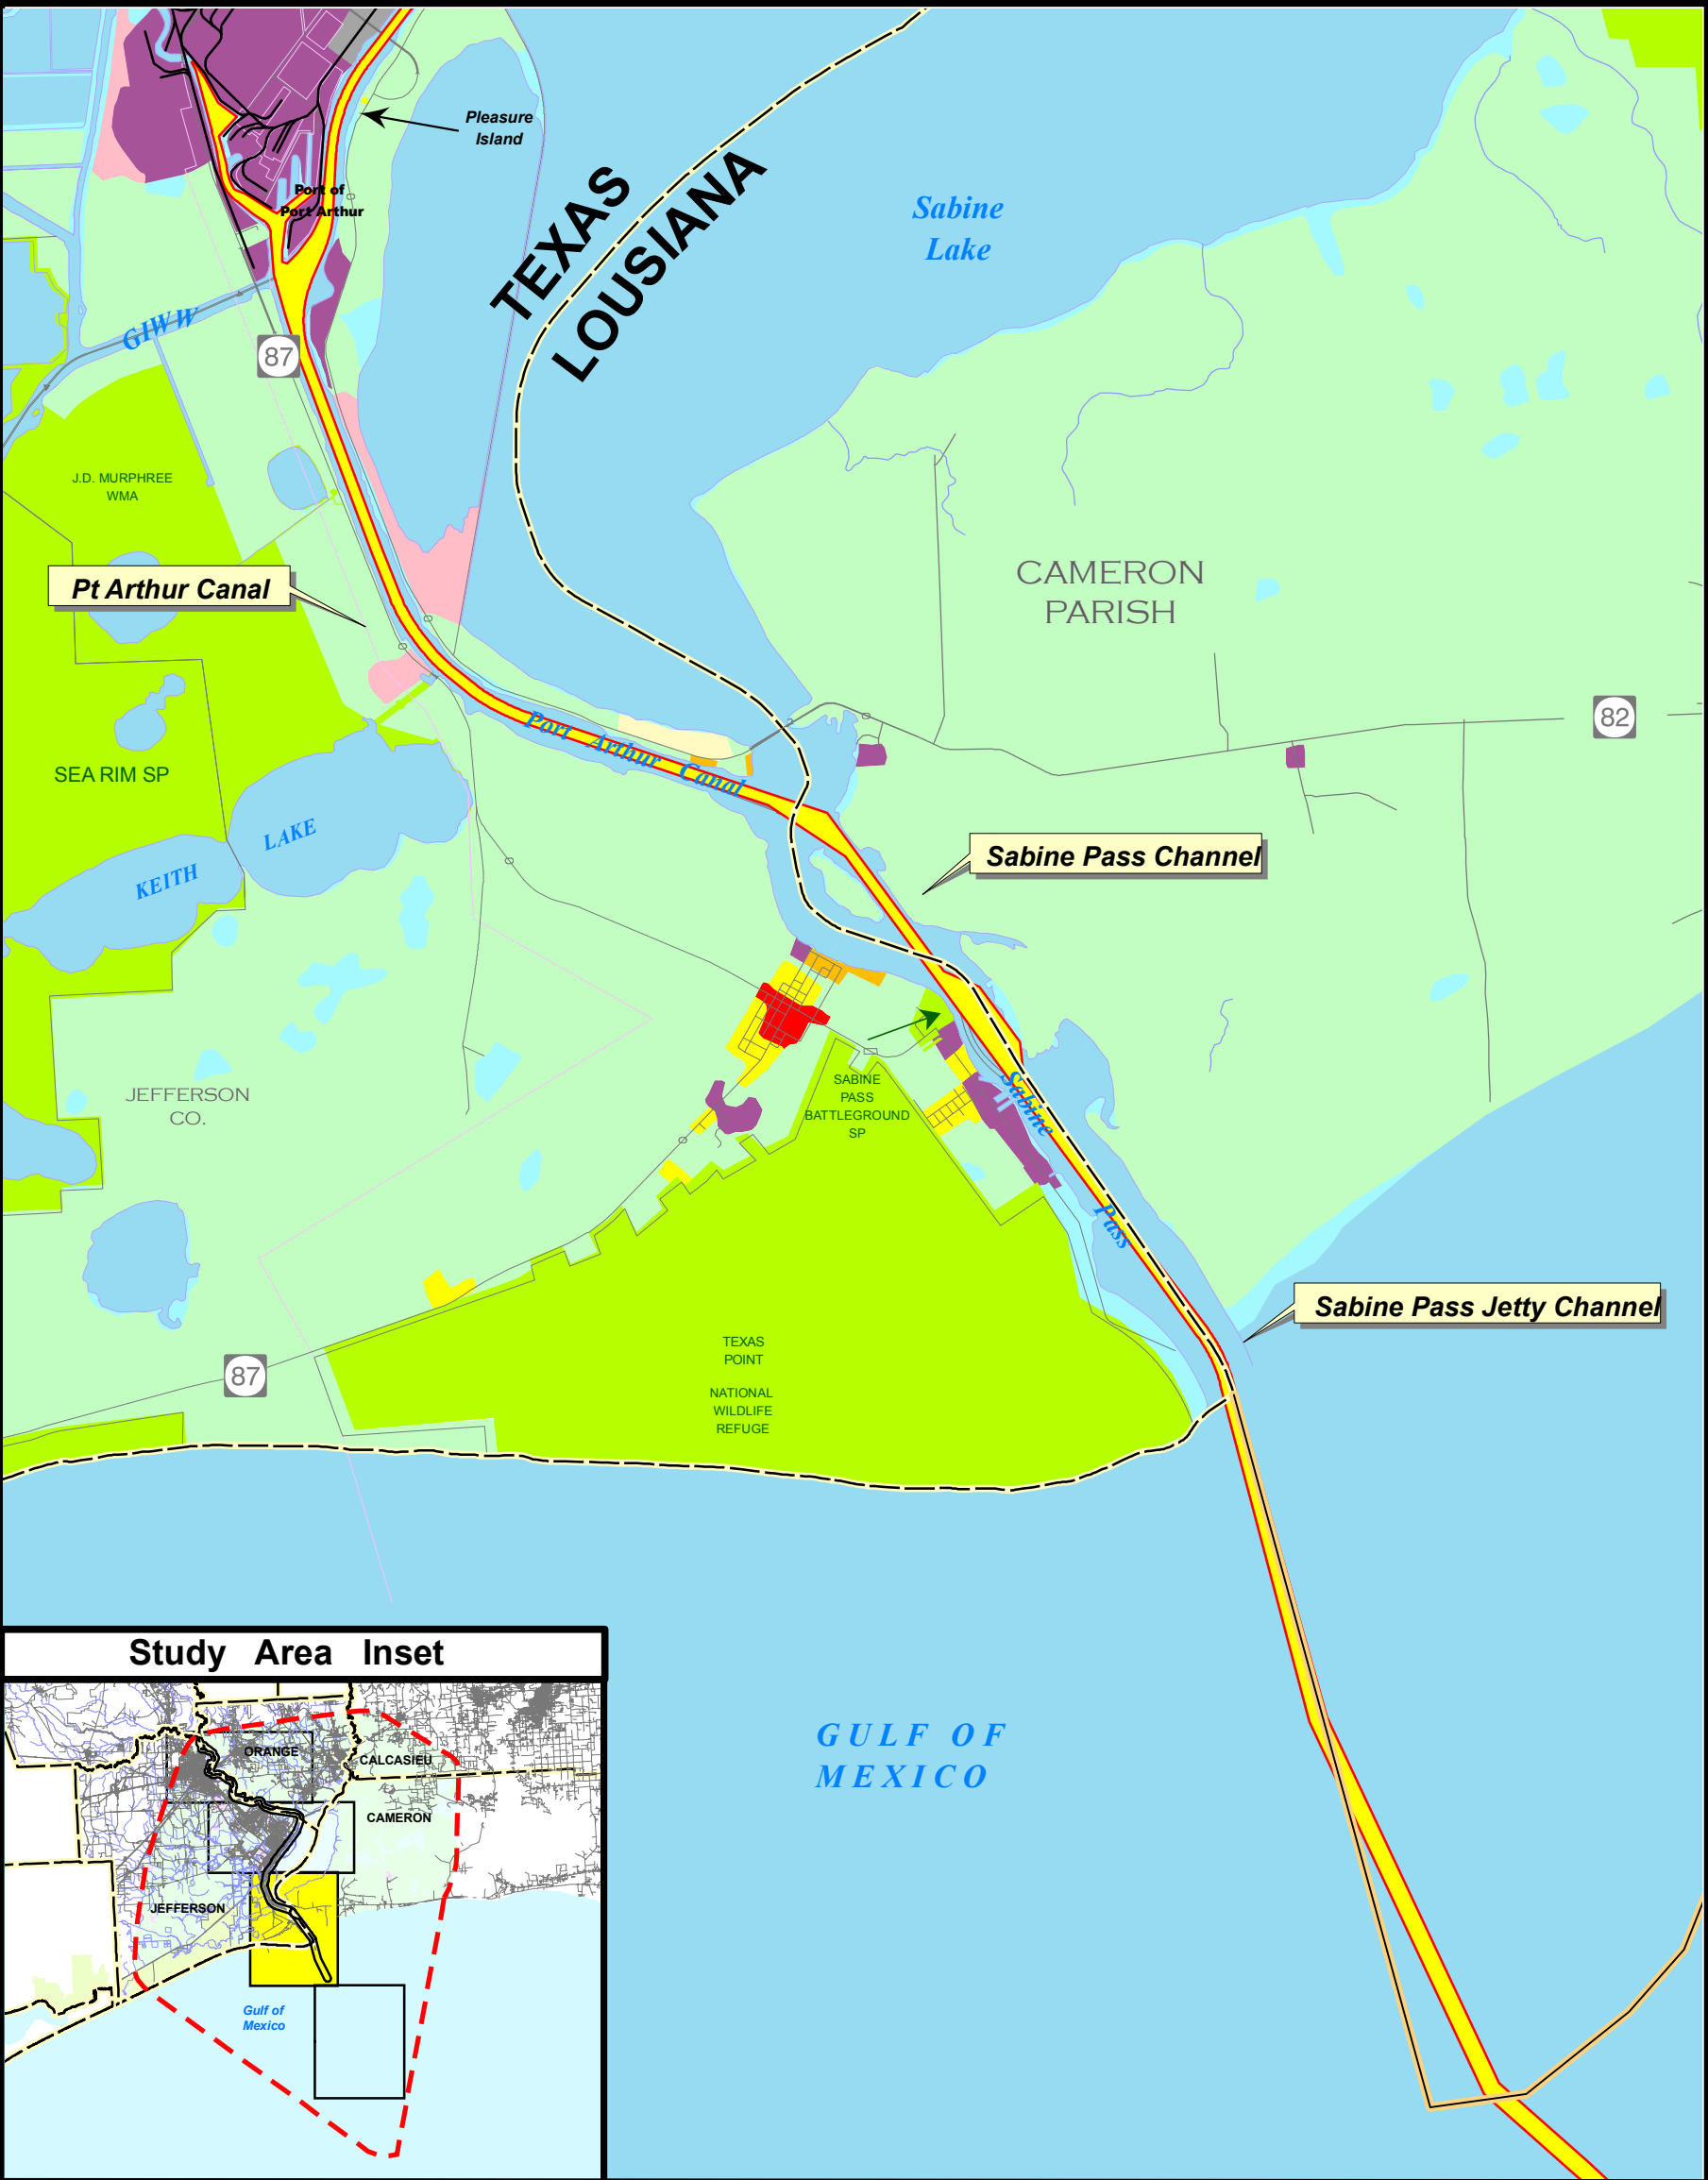 Pleasure
Island
Port of
Port Arthur
TEXAS
LOUSIANA
Sabine
Lake
GIWW
87
J.D. MURPHREE
WMA
Pt Arthur Canal
CAMERON
PARISH
SEA RIM SP
Port Arthur Canal
82
KEITH
LAKE
Sabine Pass Channel
JEFFERSON
CO.
SABINE
PASS
BATTLEGROUND
SP
Sabine
Pass
Sabine Pass Jetty Channel
TEXAS
POINT
NATIONAL
WILDLIFE
REFUGE
87
GULF OF
MEXICO
Study Area Inset
ORANGE
CALCASIEU
CAMERON
JEFFERSON
Gulf of
Mexico